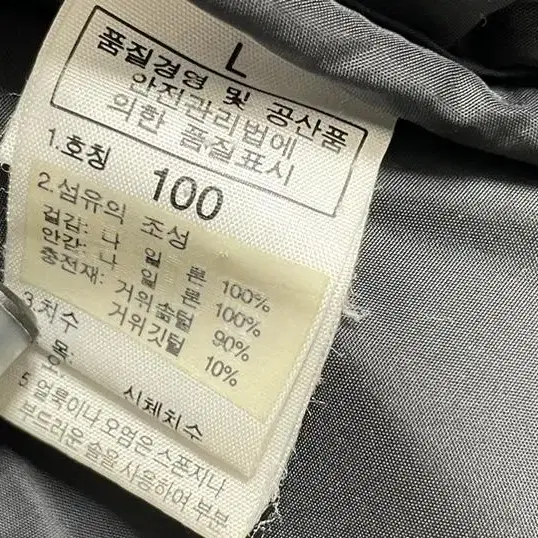 L
품질경영 및 공산품
안전관리법에
의한 품질표시
1.호칭 100
2.섬유의 조성
겉감: 나 일 론 100%
안감: 나 일 론 100%
충전재: 거위솜털 90%
거위깃털 10%
3.치수
신체치수
5.얼룩이나 오염은 스폰지나
부드러운 솔을 사용하여 부분